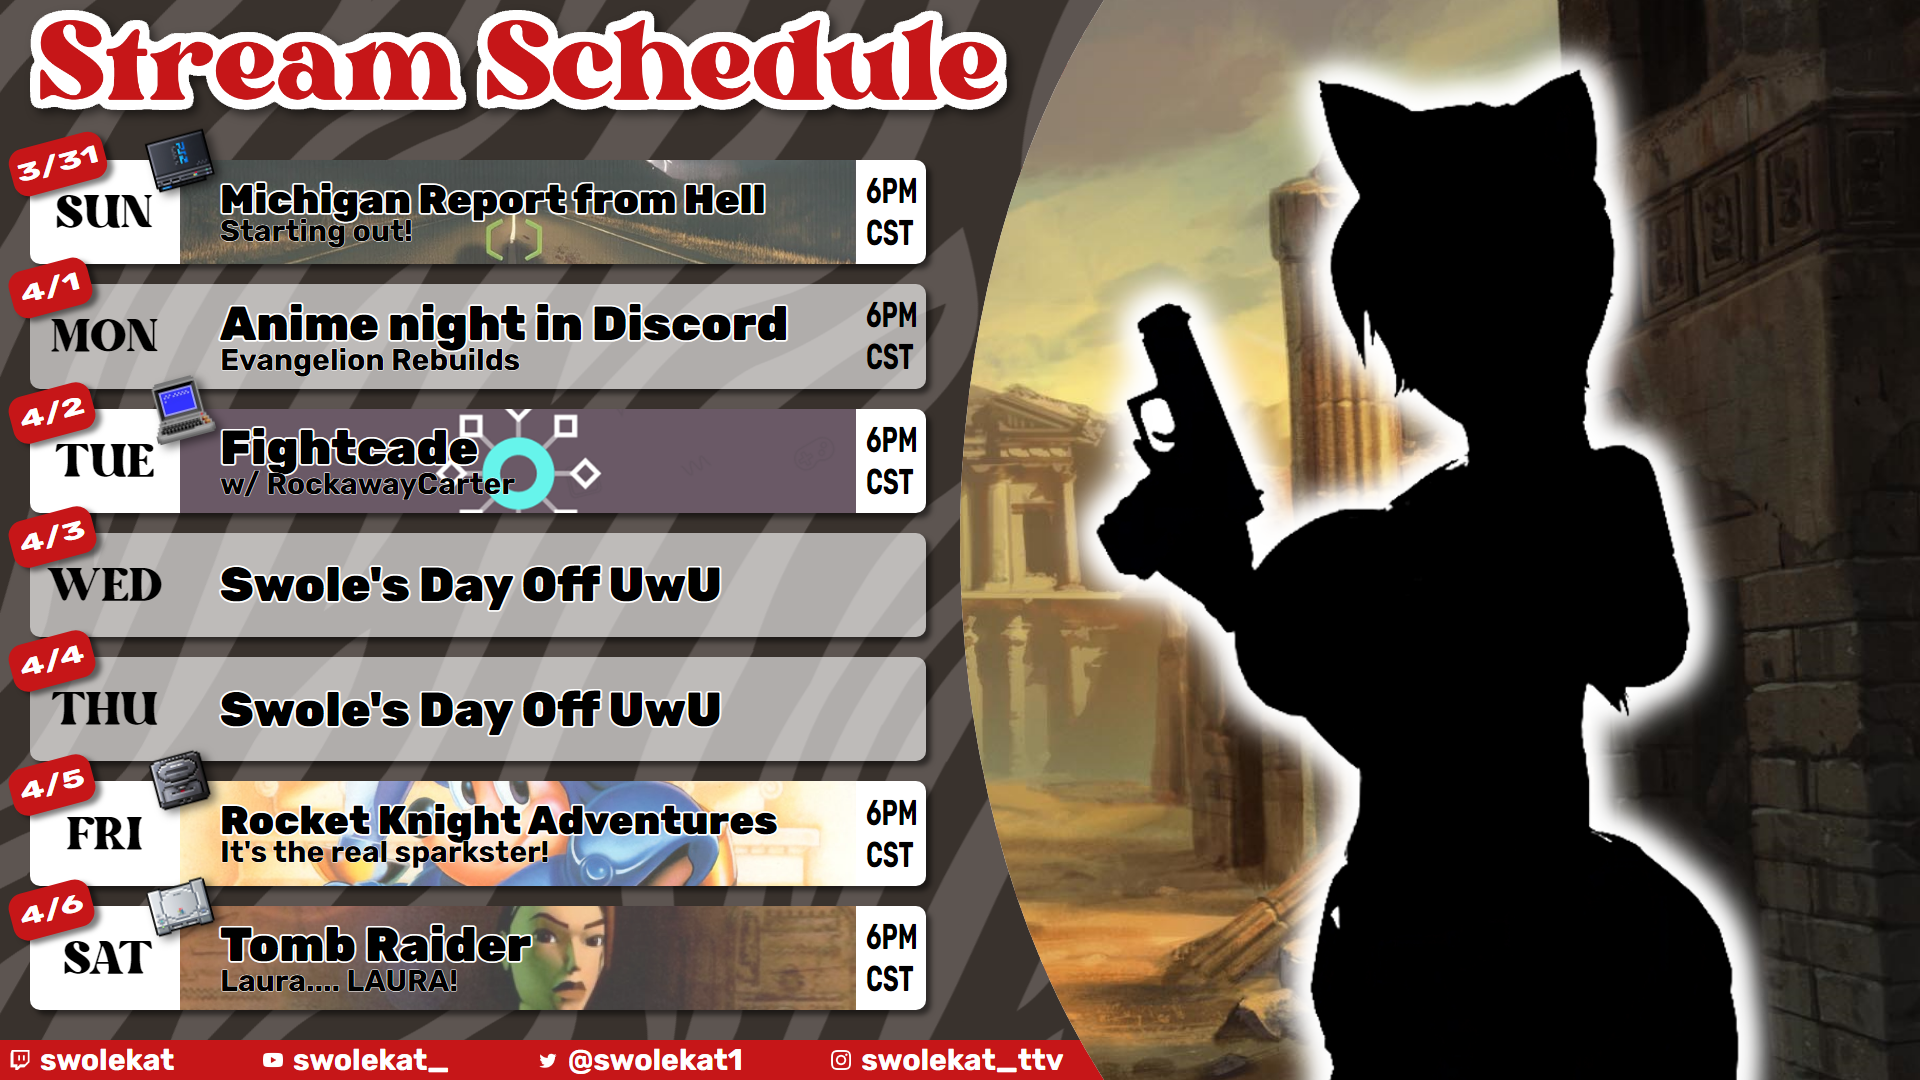 Stream Schedule
3/31
SUN
Michigan Report from Hell
Starting out!
6PM
CST
4/1
MON
Anime night in Discord
Evangelion Rebuilds
6PM
CST
4/2
TUE
Fightcade
w/ RockawayCarter
6PM
CST
4/3
WED
Swole's Day Off UwU
4/4
THU
Swole's Day Off UwU
4/5
FRI
Rocket Knight Adventures
It's the real sparkster!
6PM
CST
4/6
SAT
Tomb Raider
Laura.... LAURA!
6PM
CST
swolekat
swolekat_
@swolekat1
swolekat_ttv